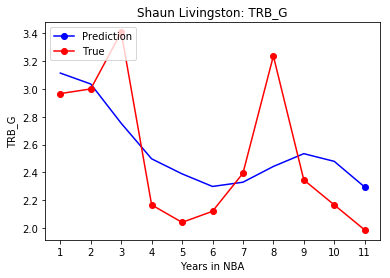 Shaun Livingston: TRB_G
Prediction
True
TRB_G
3.4
3.2
3.0
2.8
2.6
2.4
2.2
2.0
1 2 3 4 5 6 7 8 9 10 11
Years in NBA